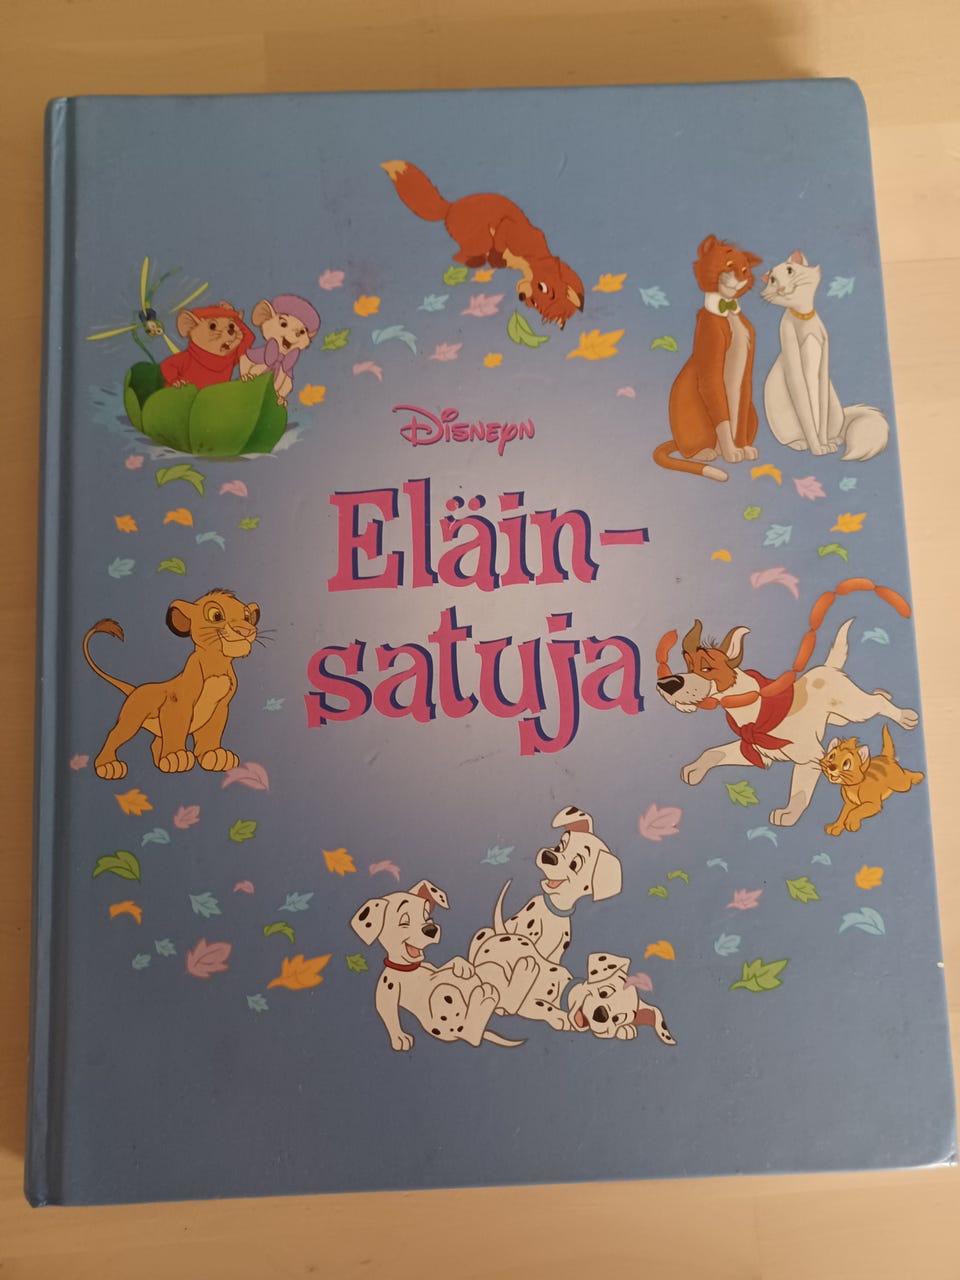 Disneyn
Eläin-
satuja